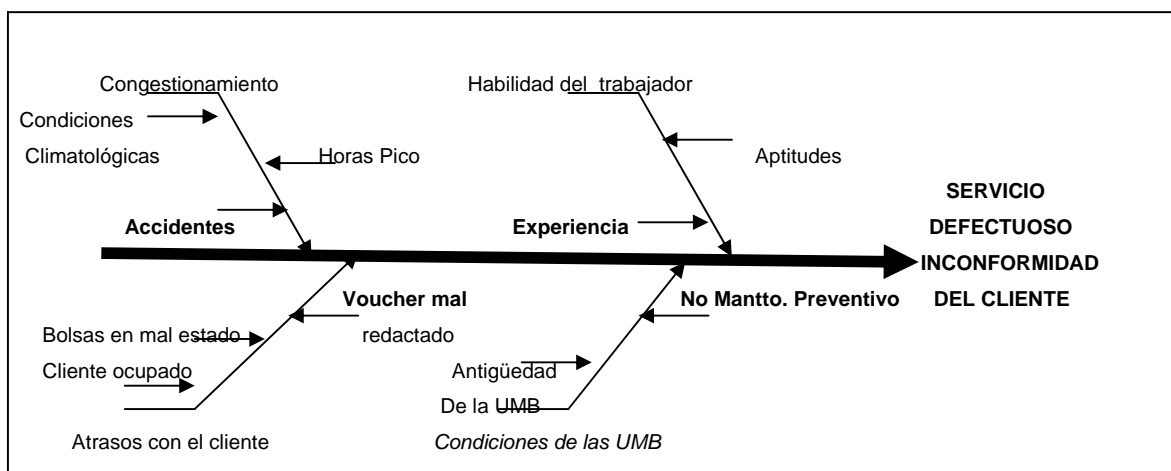 Congestionamiento
Condiciones
Climatológicas
Horas Pico
Accidentes
Habilidad del trabajador
Aptitudes
Experiencia
SERVICIO
DEFECTUOSO
INCONFORMIDAD
DEL CLIENTE
Voucher mal
redactado
Bolsas en mal estado
Cliente ocupado
Atrasos con el cliente
No Mantto. Preventivo
Antigüedad
De la UMB
Condiciones de las UMB